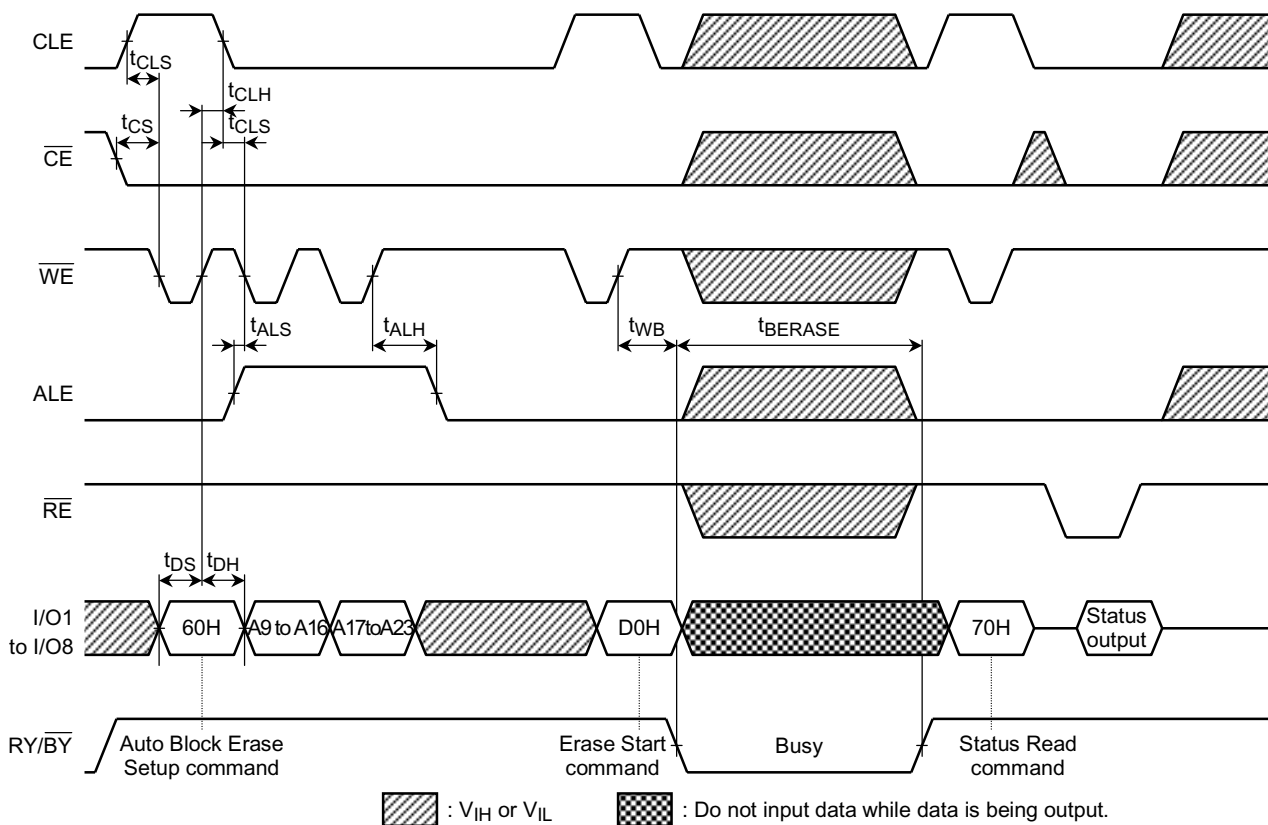 CLE
tCLS
tCLH
tCS
tCLS
CE
WE
tALS
tALH
tWB
tBERASE
ALE
RE
tDS
tDH
I/O1
to I/O8
60H
A9 to A16
A17toA23
D0H
70H
Status
output
RY/BY
Auto Block Erase
Setup command
Erase Start
command
Busy
Status Read
command
: VIH or VIL
: Do not input data while data is being output.